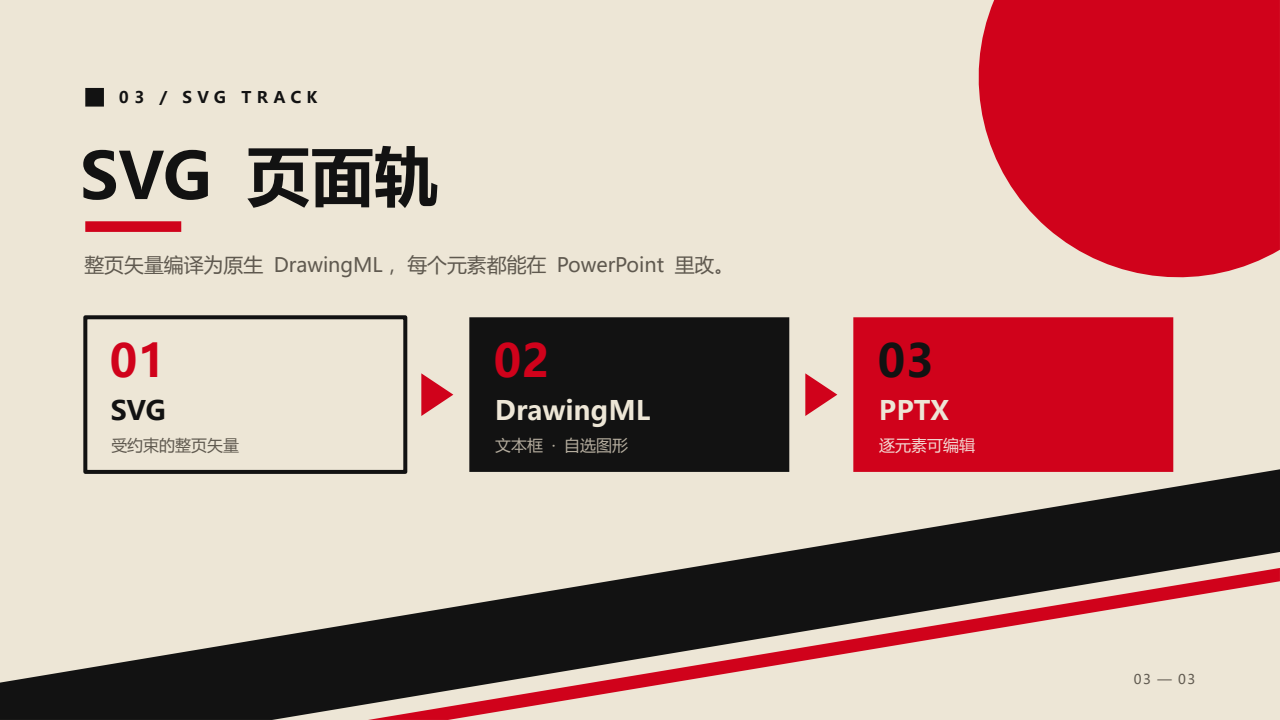 03 / SVG TRACK
SVG 页面轨
整页矢量编译为原生 DrawingML ，每个元素都能在 PowerPoint 里改。
01
SVG
受约束的整页矢量
02
DrawingML
文本框 · 自选图形
03
PPTX
逐元素可编辑
03 — 03